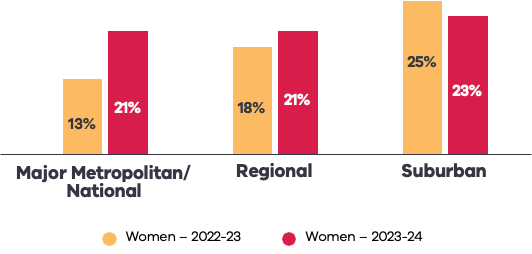 13%
21%
18%
21%
25%
23%
Major Metropolitan/
National
Regional
Suburban
Women – 2022-23
Women – 2023-24